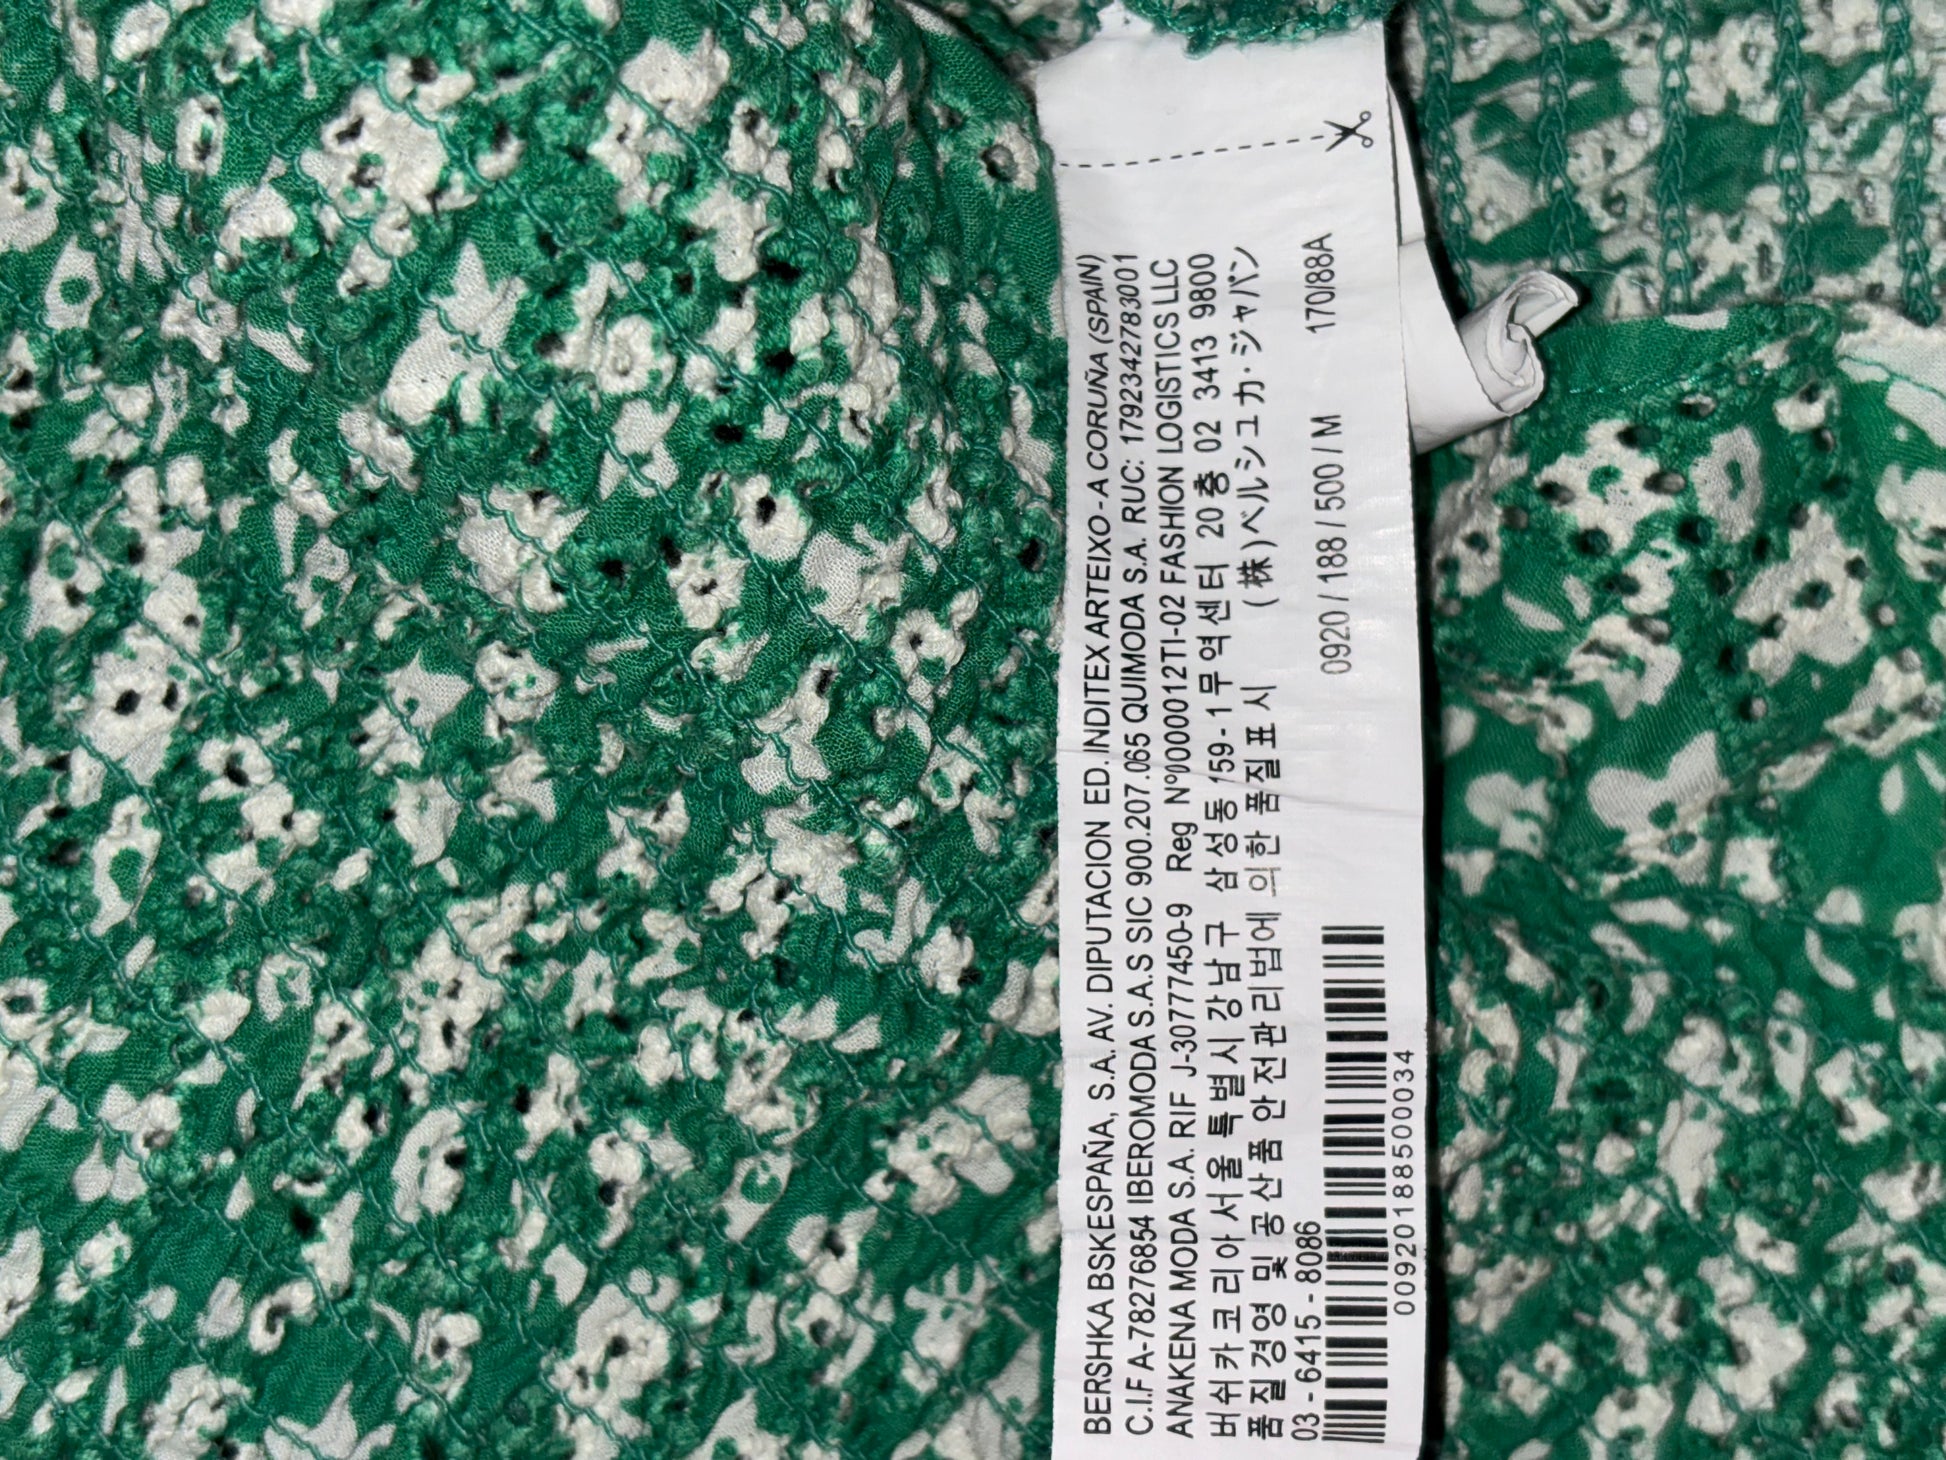 BERSHKA BSKESPAÑA, S.A. AV. DIPUTACION ED. INDITEX ARTEIXO - A CORUÑA (SPAIN)
C.I.F A-78276854 IBEROMODA S.A.S SIC 900.207.065 QUIMODA S.A. RUC: 1792342783001
ANAKENA MODA S.A. RIF J-30777450-9 Reg Nº000012TI-02 FASHION LOGISTICS LLC
버쉬카코리아 서울특별시 강남구 삼성동 159-1 무역센터 20층 02 3413 9800
품질경영 및 공산품 안전관리법에 의한 품질표시 (株)ベルシュカ·ジャパン
03 - 6415 - 8086
0920 / 188 / 500 / M 170/88A
00920188500034